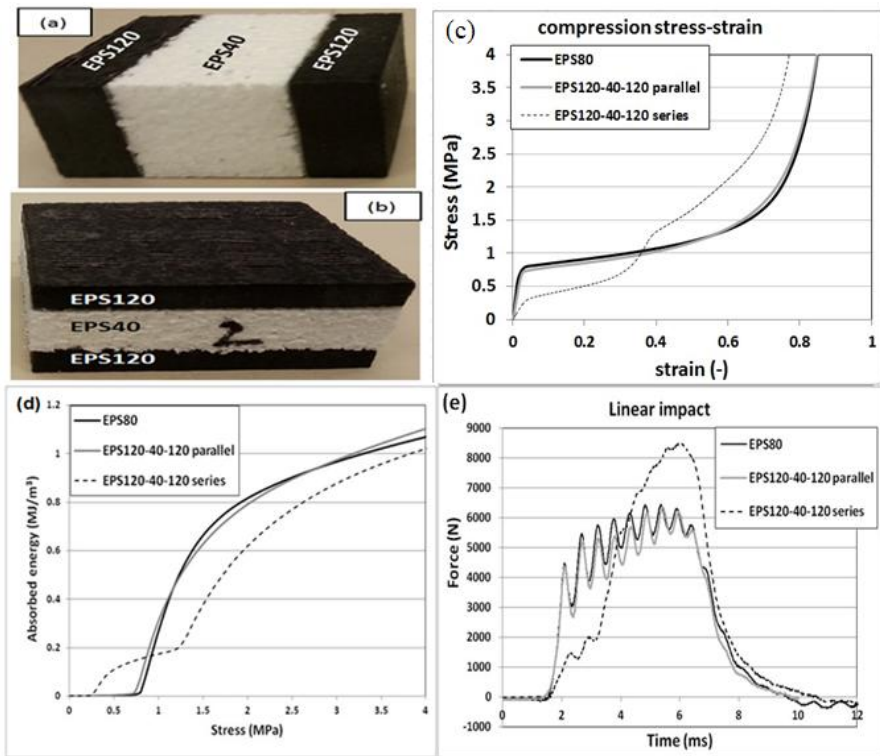 (a)
EPS120
EPS40
EPS120
(b)
EPS120
EPS40
2
EPS120
(c)
compression stress-strain
EPS80
EPS120-40-120 parallel
EPS120-40-120 series
Stress (MPa)
4
3.5
3
2.5
2
1.5
1
0.5
0
0
0.2
0.4
0.6
0.8
1
strain (-)
(d)
EPS80
EPS120-40-120 parallel
EPS120-40-120 series
Absorbed energy (MJ/m³)
1.2
1
0.8
0.6
0.4
0.2
0
0
0.5
1
1.5
2
2.5
3
3.5
4
Stress (MPa)
(e)
Linear impact
EPS80
EPS120-40-120 parallel
EPS120-40-120 series
Force (N)
9000
8000
7000
6000
5000
4000
3000
2000
1000
0
-1000
0
2
4
6
8
10
12
Time (ms)